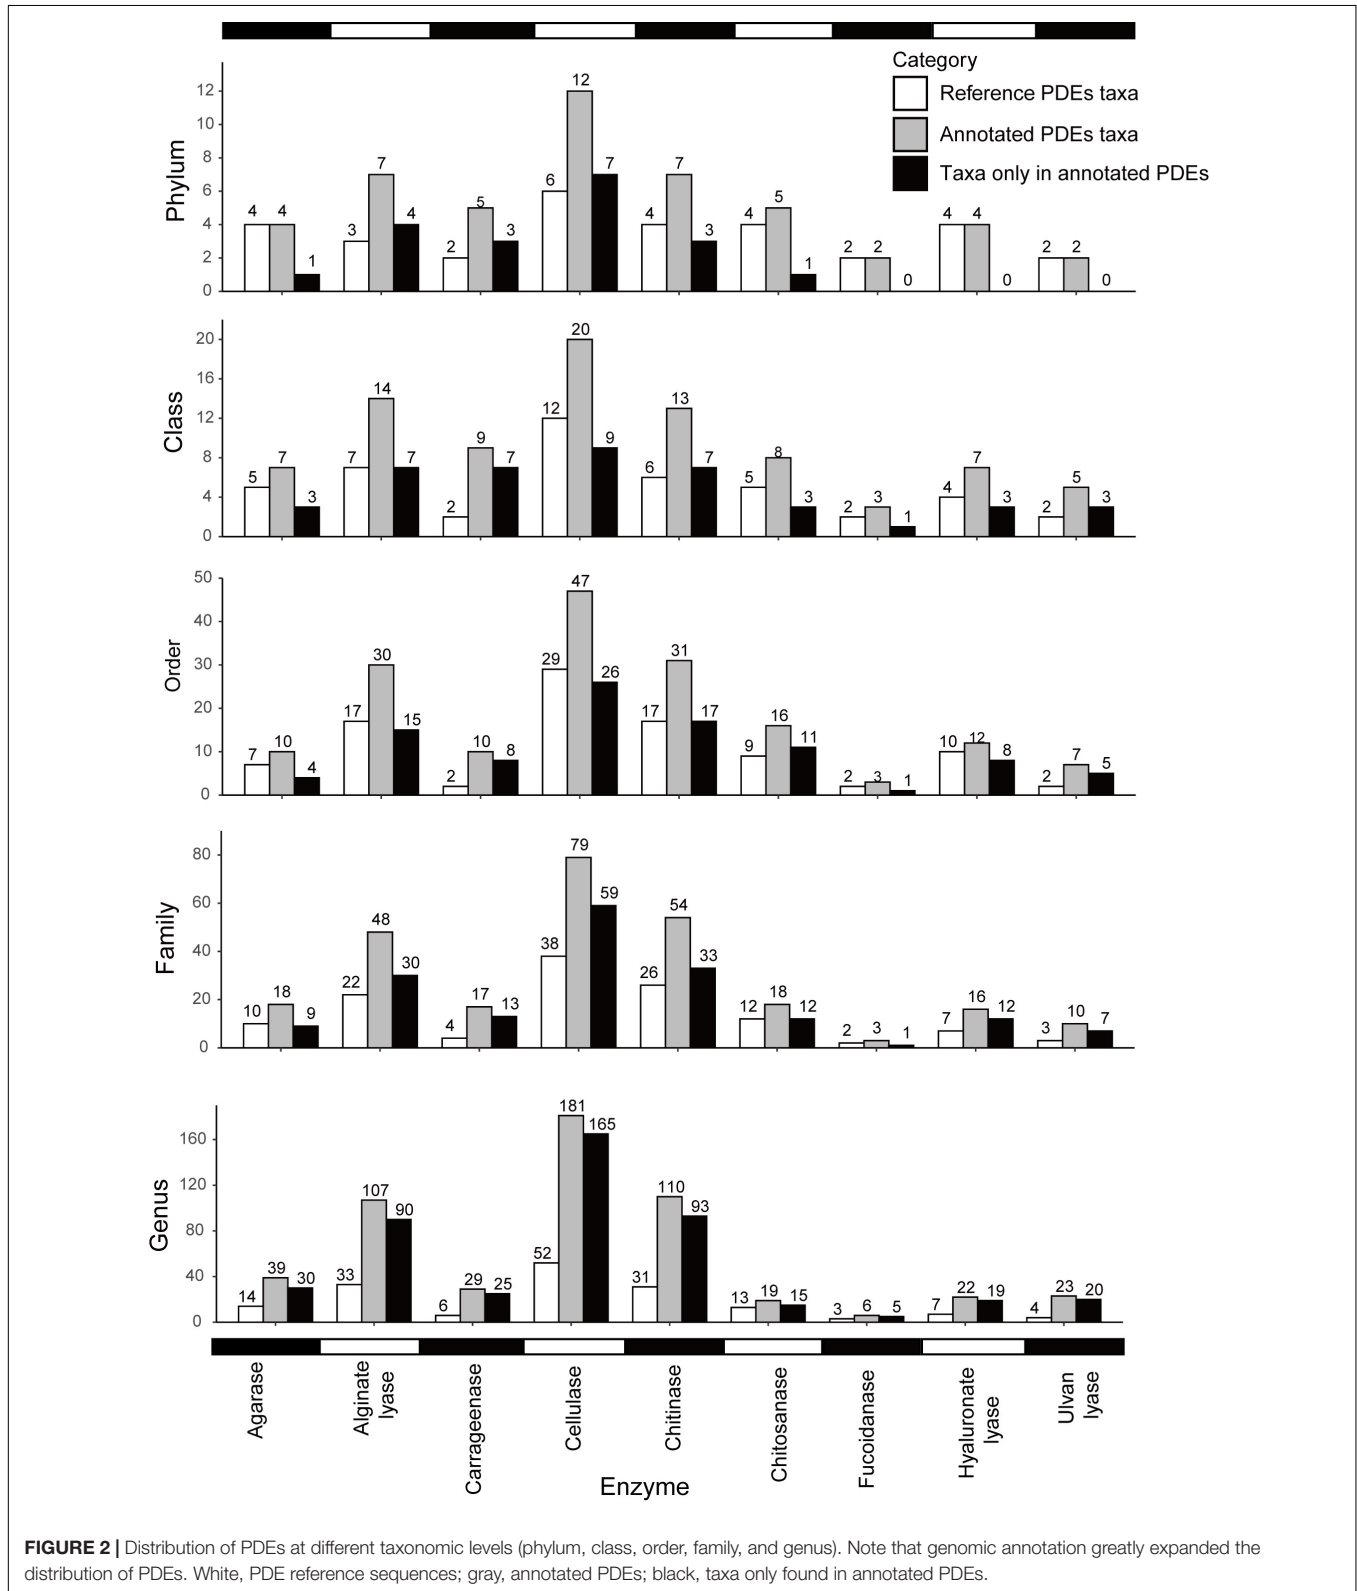 Category
Reference PDEs taxa
Annotated PDEs taxa
Taxa only in annotated PDEs
Phylum
12
10
8
6
4
2
0
4 4 1
3 7 4
2 5 3
6 12 7
4 7 3
4 5 1
2 2 0
4 4 0
2 2 0
Class
20
16
12
8
4
0
5 7 3
7 14 7
2 9 7
12 20 9
6 13 7
5 8 3
2 3 1
4 7 3
2 5 3
Order
50
40
30
20
10
0
7 10 4
17 30 15
2 10 8
29 47 26
17 31 17
9 16 11
2 3 1
10 12 8
2 7 5
Family
80
60
40
20
0
10 18 9
22 48 30
4 17 13
38 79 59
26 54 33
12 18 12
2 3 1
7 16 12
3 10 7
Genus
160
120
80
40
0
14 39 30
33 107 90
6 29 25
52 181 165
31 110 93
13 19 15
3 6 5
7 22 19
4 23 20
Agarase
Alginate
lyase
Carrageenase
Cellulase
Chitinase
Chitosanase
Fucoidanase
Hyaluronate
lyase
Ulvan
lyase
Enzyme
FIGURE 2 | Distribution of PDEs at different taxonomic levels (phylum, class, order, family, and genus). Note that genomic annotation greatly expanded the
distribution of PDEs. White, PDE reference sequences; gray, annotated PDEs; black, taxa only found in annotated PDEs.